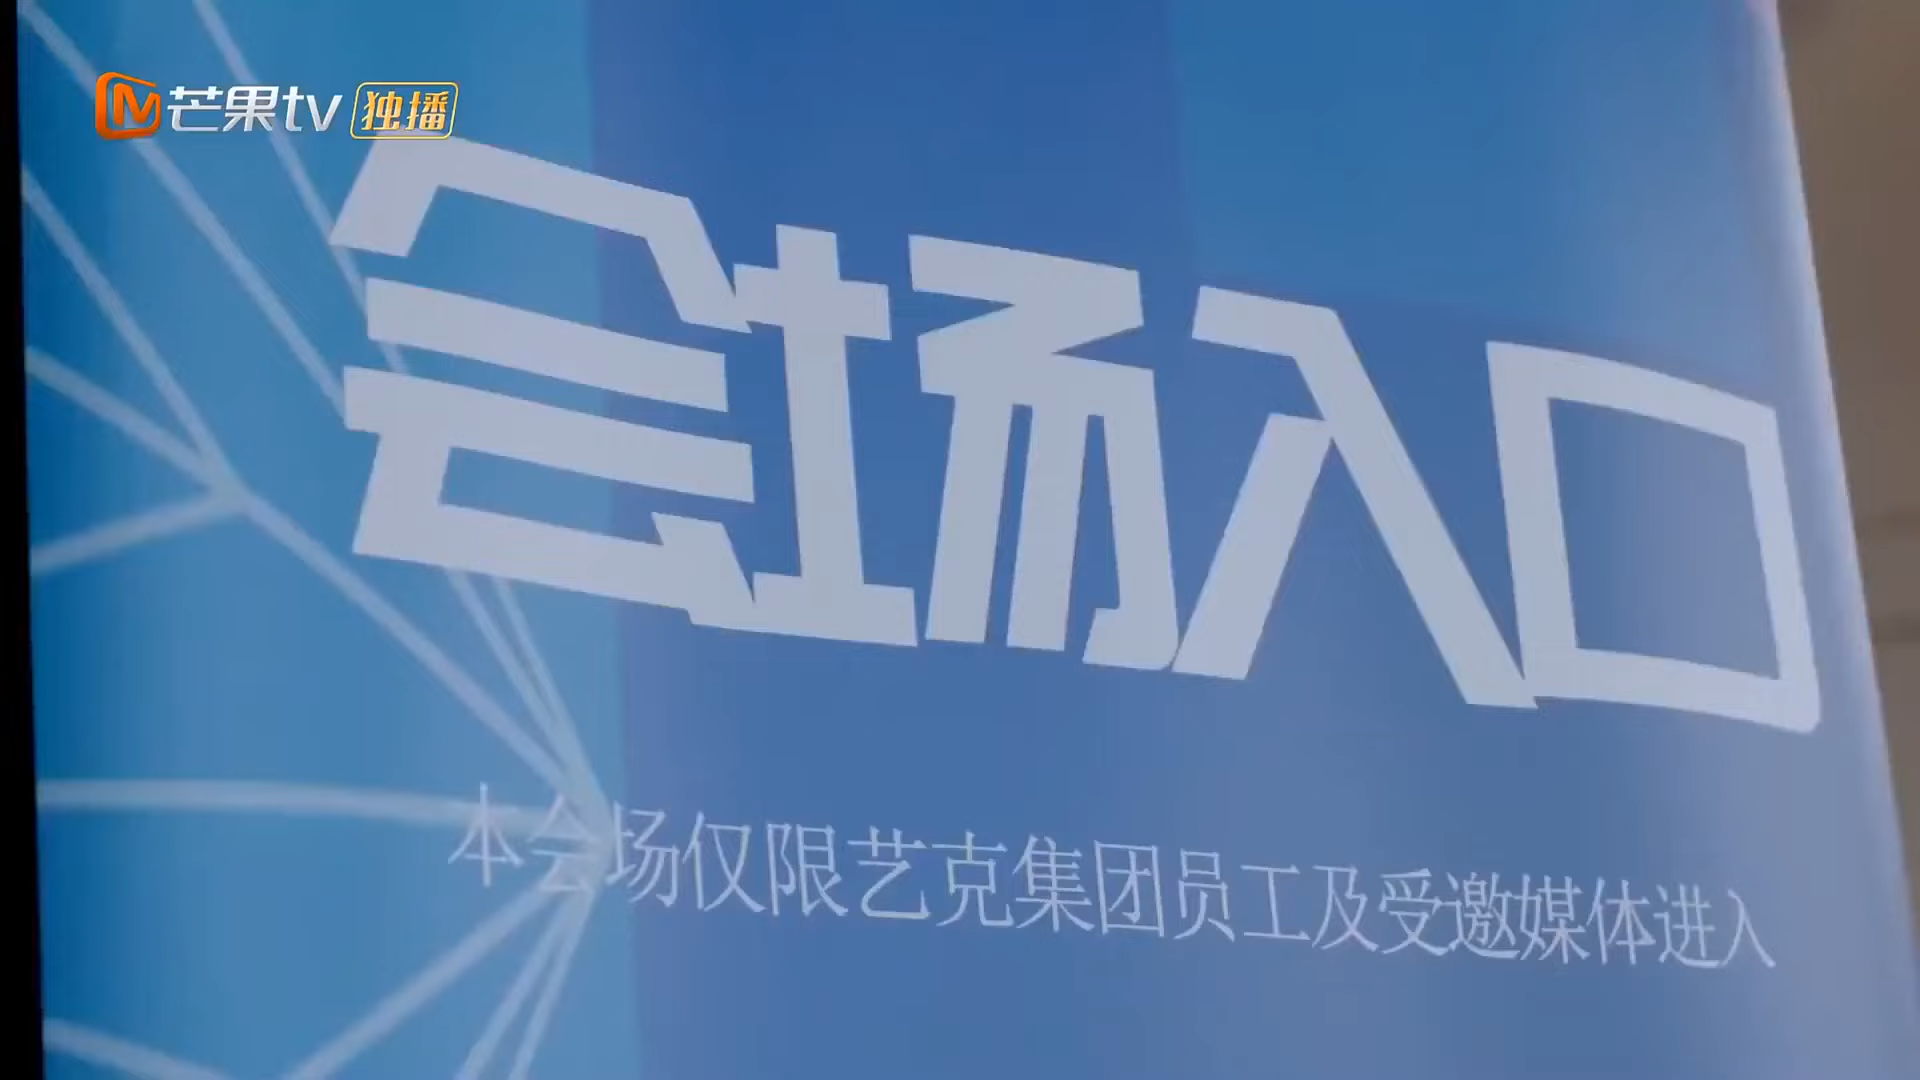 芒果tv 独播
会场入口
本会场仅限艺克集团员工及受邀媒体进入